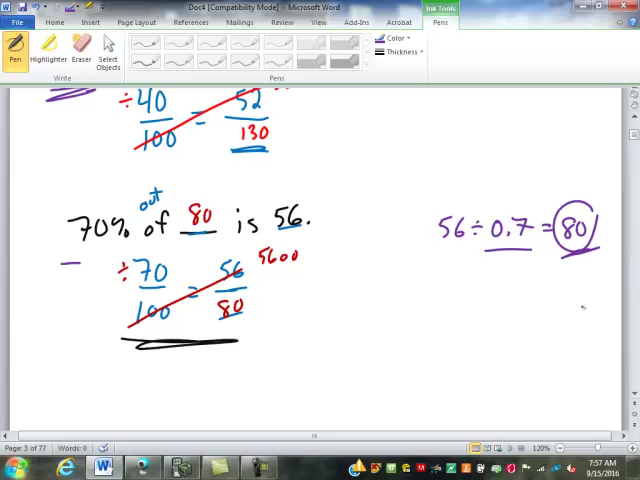 Doc4 [Compatibility Mode] - Microsoft Word
Ink Tools
File Home Insert Page Layout References Mailings Review View Add-Ins Acrobat Pens
Pen Highlighter Eraser Select Objects
Color
Thickness
Write Pens
÷ 40 = 52
100 130
70% of 80 is 56.
out
56 ÷ 0.7 = 80
÷ 70 = 56 5600
100 80
Page: 3 of 77 Words: 0 120%
7:57 AM
9/15/2016